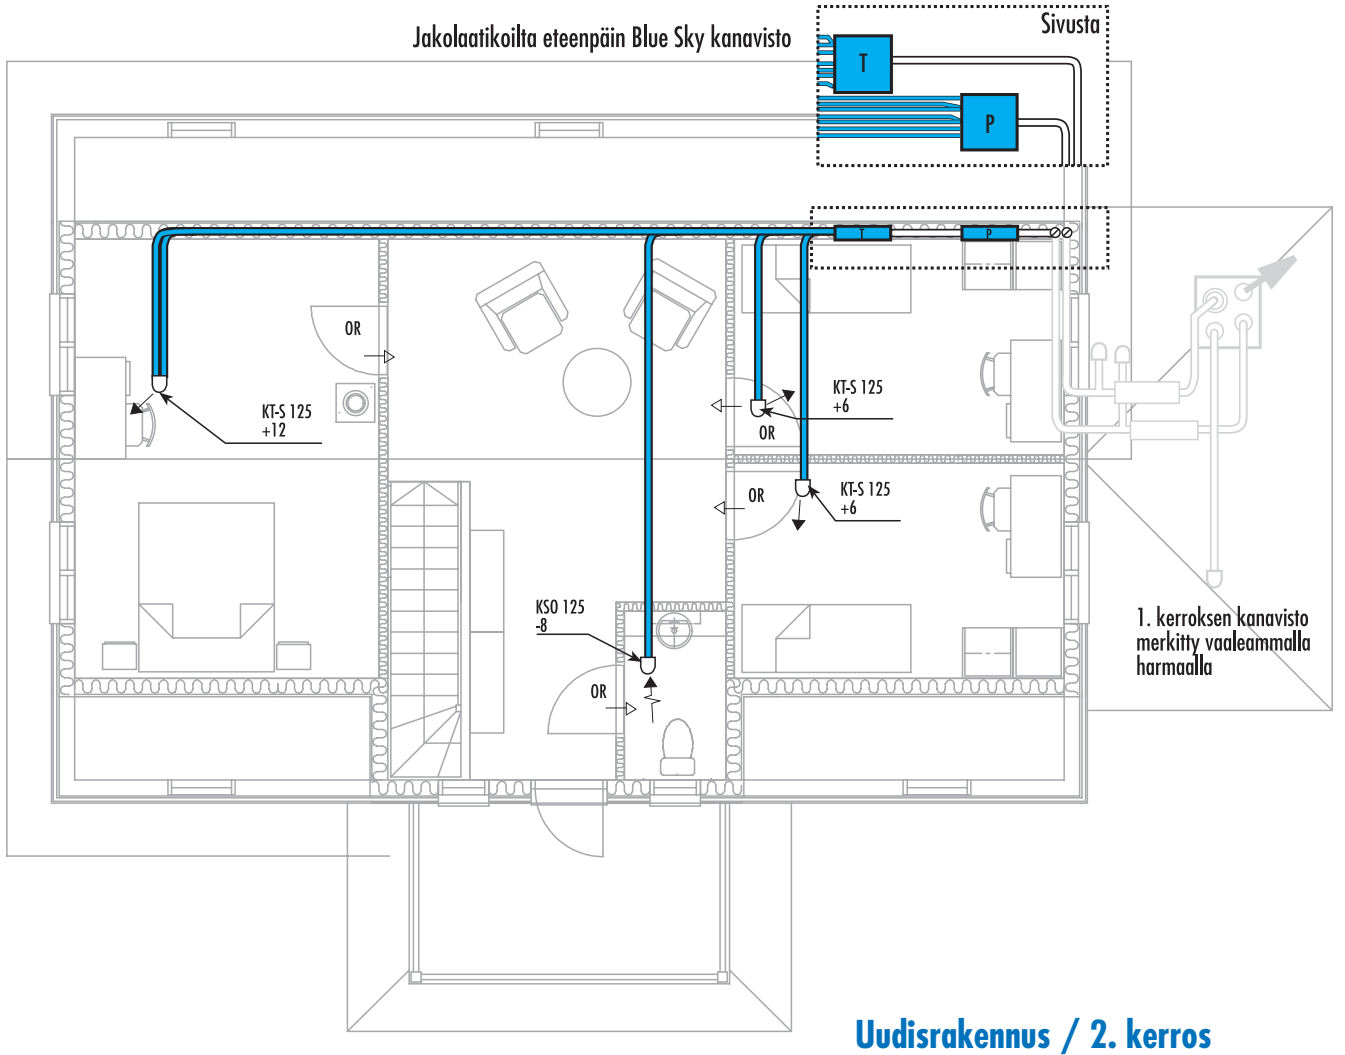 Jakolaatikoilta eteenpäin Blue Sky kanavisto
Sivusta
T
P
T
P
OR
KT-S 125
+12
KT-S 125
+6
OR
OR
KT-S 125
+6
KSO 125
-8
OR
1. kerroksen kanavisto
merkitty vaaleammalla
harmaalla
Uudisrakennus / 2. kerros